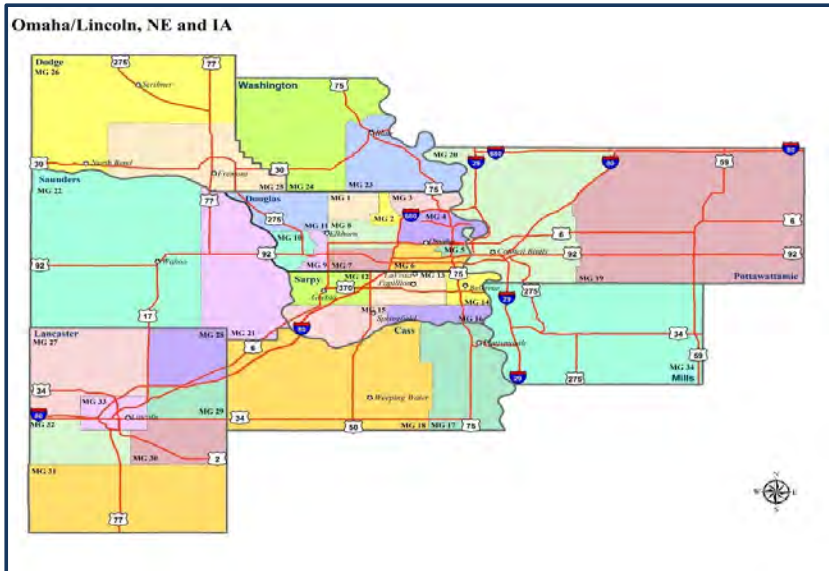 Omaha/Lincoln, NE and IA
Dodge
MG 26
275
77
Scribner
Washington
75
Blair
MG 20
29
680
80
59
80
30
North Bend
Fremont
30
MG 25
MG 24
MG 23
75
Saunders
MG 22
77
Douglas
275
MG 1
MG 3
MG 2
680
MG 4
MG 11
MG 8
Elkhorn
MG 10
Omaha
MG 5
6
6
92
92
Wahoo
MG 9
MG 7
MG 6
Council Bluffs
92
92
MG 19
Pottawattamie
Sarpy
MG 12
370
Gretna
LaVista
Papillion
MG 13
75
Bellevue
MG 14
29
275
17
MG 21
80
MG 15
Springfield
MG 16
34
Lancaster
MG 27
MG 28
6
Cass
Plattsmouth
59
MG 34
Mills
34
MG 33
Lincoln
29
275
Weeping Water
80
MG 32
MG 29
34
50
MG 18
MG 17
75
MG 31
MG 30
2
77
N
W
E
S